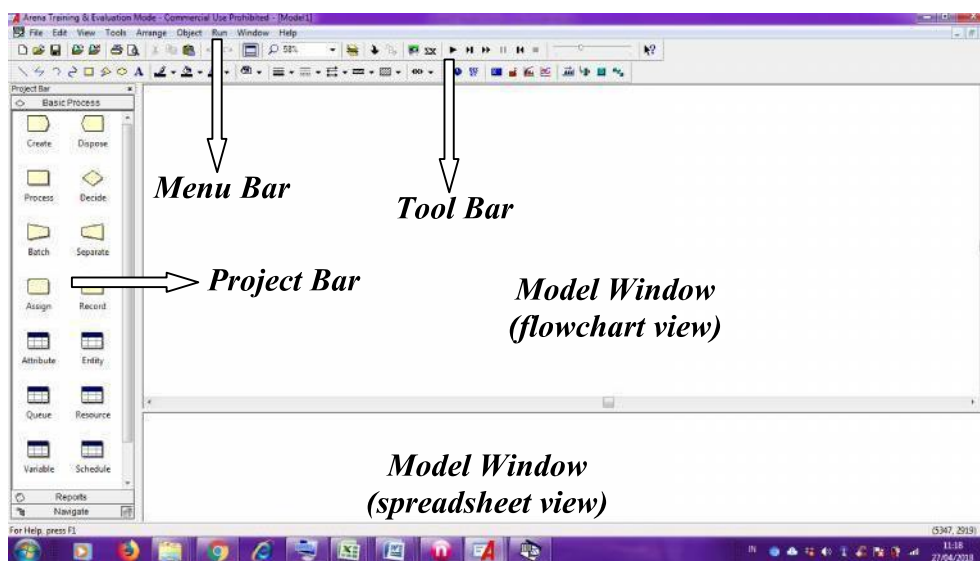 Arena Training & Evaluation Mode - Commercial Use Prohibited - [Model1]
File Edit View Tools Arrange Object Run Window Help
58%
Project Bar
Basic Process
Create Dispose
Process Decide
Batch Separate
Assign Record
Attribute Entity
Queue Resource
Variable Schedule
Reports
Navigate
Menu Bar
Tool Bar
Project Bar
Model Window
(flowchart view)
Model Window
(spreadsheet view)
For Help, press F1
(5347, 2919)
IN
11:18
27/04/2018